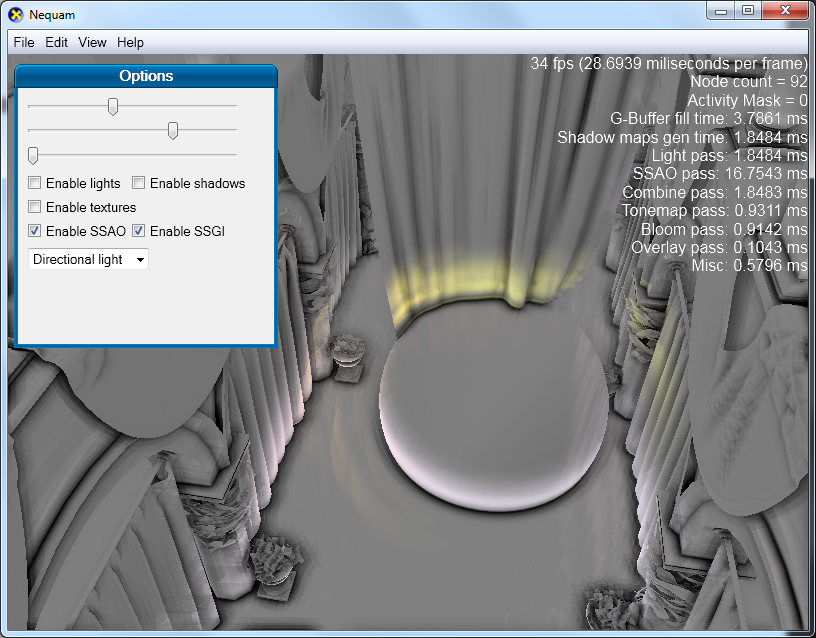 Nequam
File Edit View Help
Options
Enable lights Enable shadows
Enable textures
Enable SSAO Enable SSGI
Directional light
34 fps (28.6939 miliseconds per frame)
Node count = 92
Activity Mask = 0
G-Buffer fill time: 3.7861 ms
Shadow maps gen time: 1.8484 ms
Light pass: 1.8484 ms
SSAO pass: 16.7543 ms
Combine pass: 1.8483 ms
Tonemap pass: 0.9311 ms
Bloom pass: 0.9142 ms
Overlay pass: 0.1043 ms
Misc: 0.5796 ms